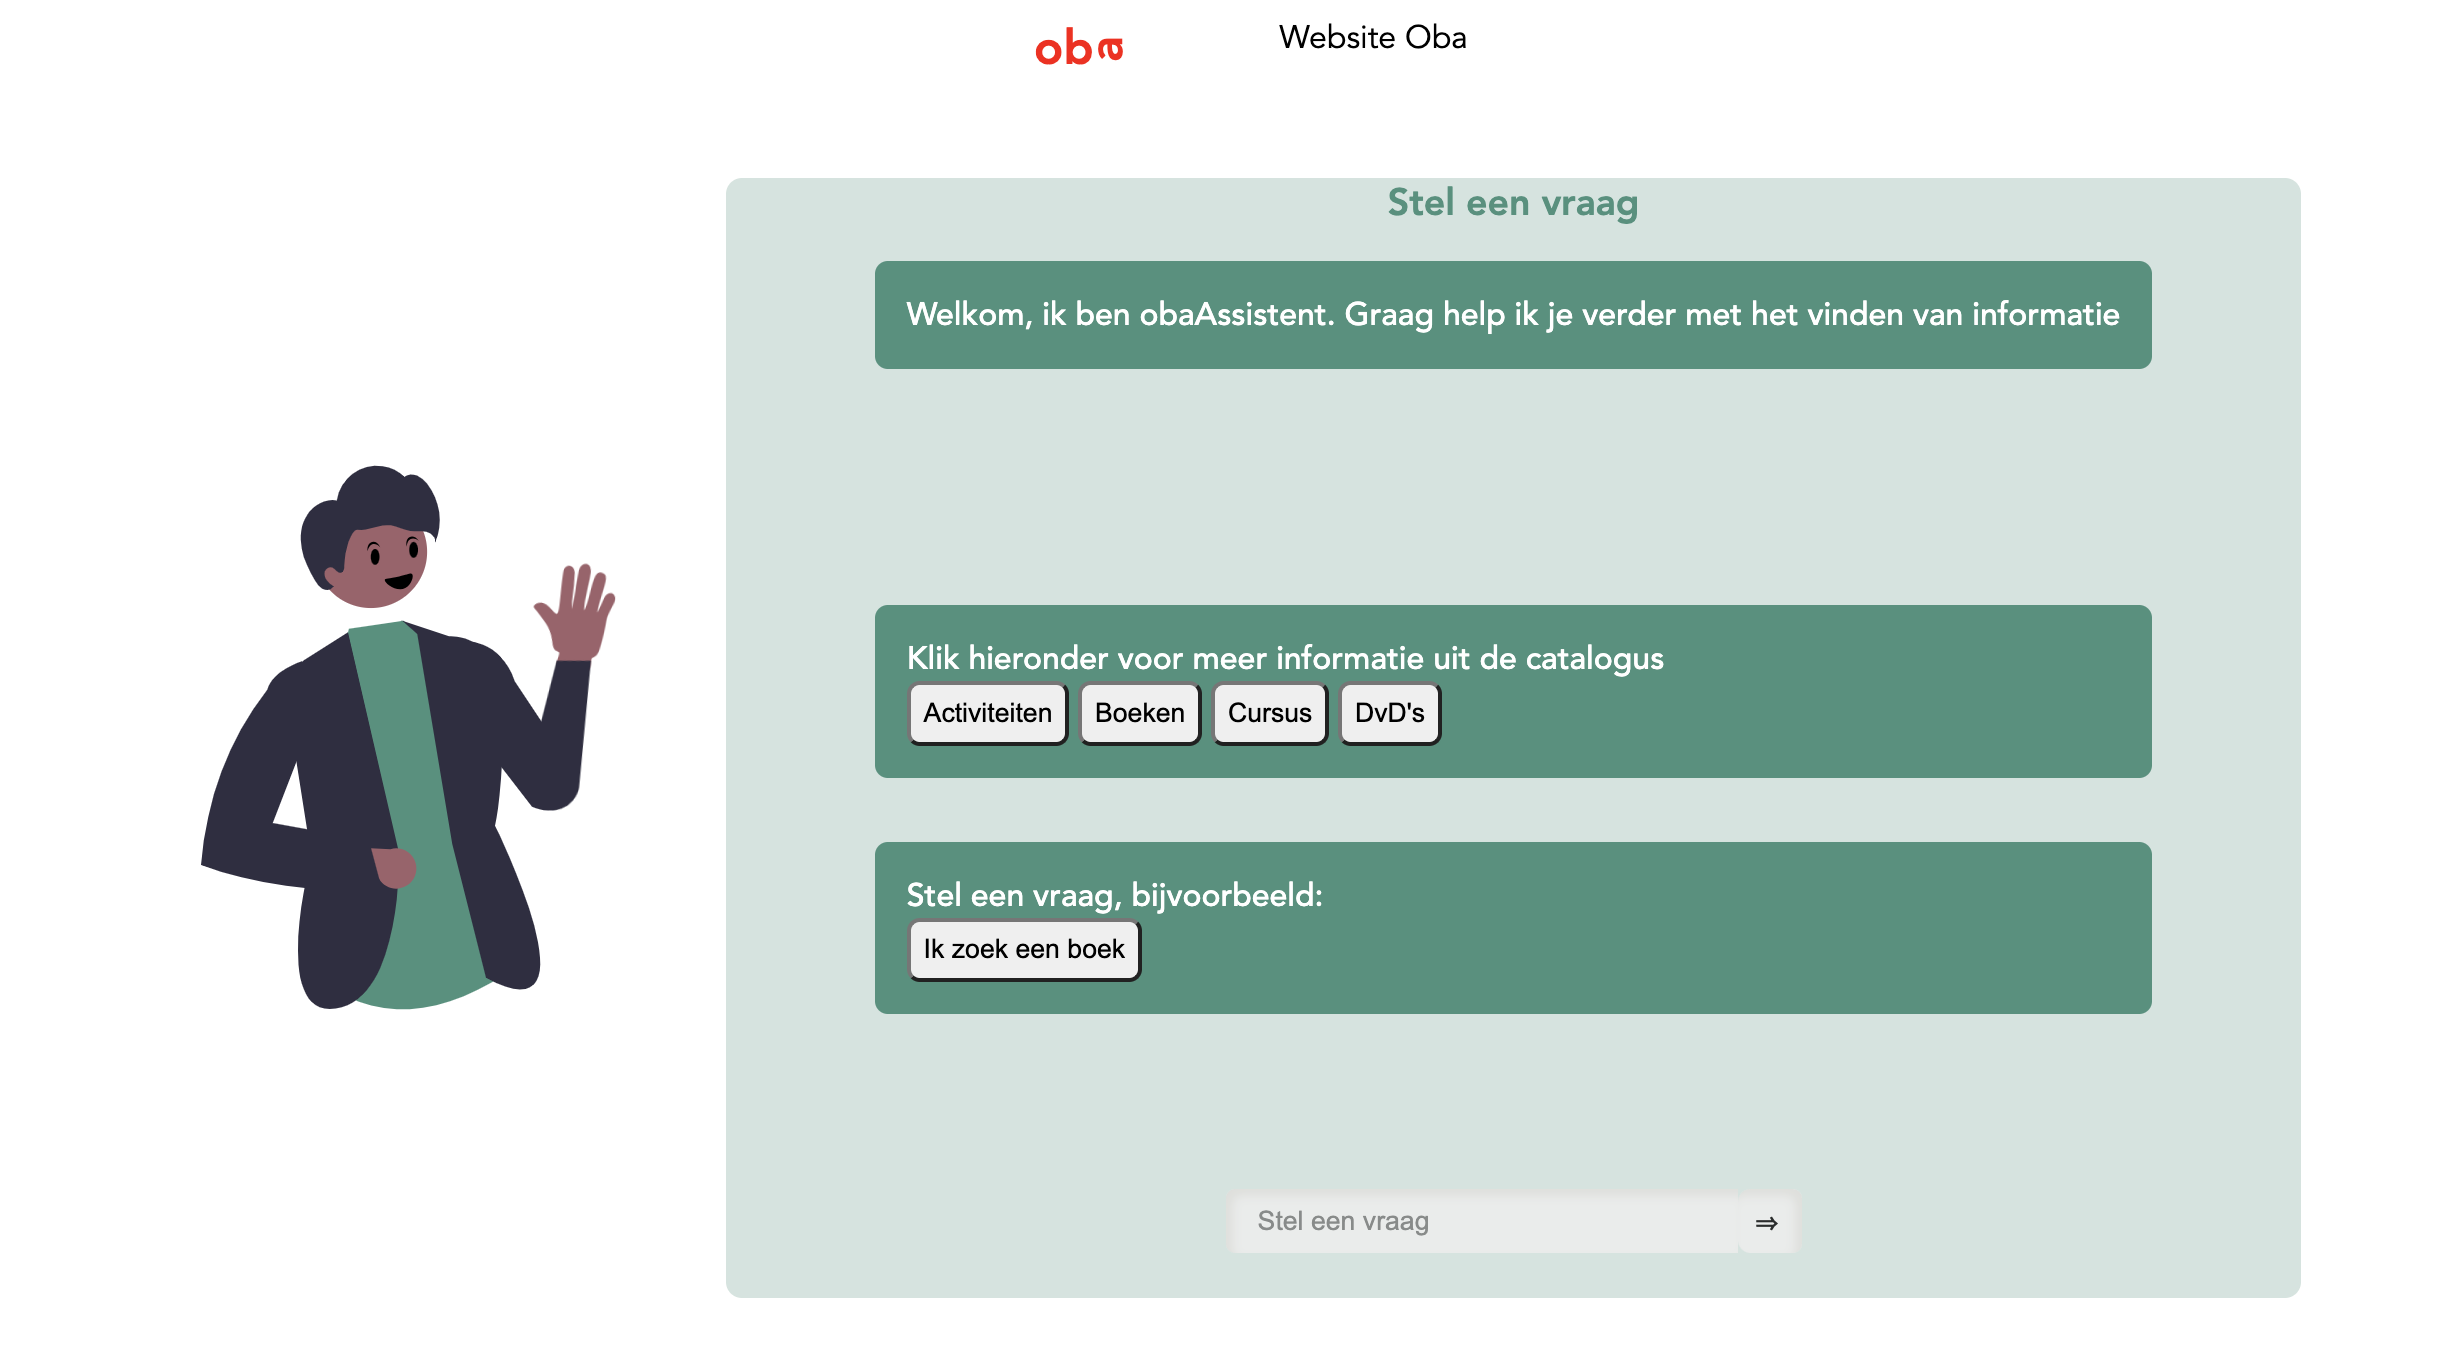 oba
Website Oba
Stel een vraag
Welkom, ik ben obaAssistent. Graag help ik je verder met het vinden van informatie
Klik hieronder voor meer informatie uit de catalogus
Activiteiten Boeken Cursus DvD's
Stel een vraag, bijvoorbeeld:
Ik zoek een boek
Stel een vraag ⇒